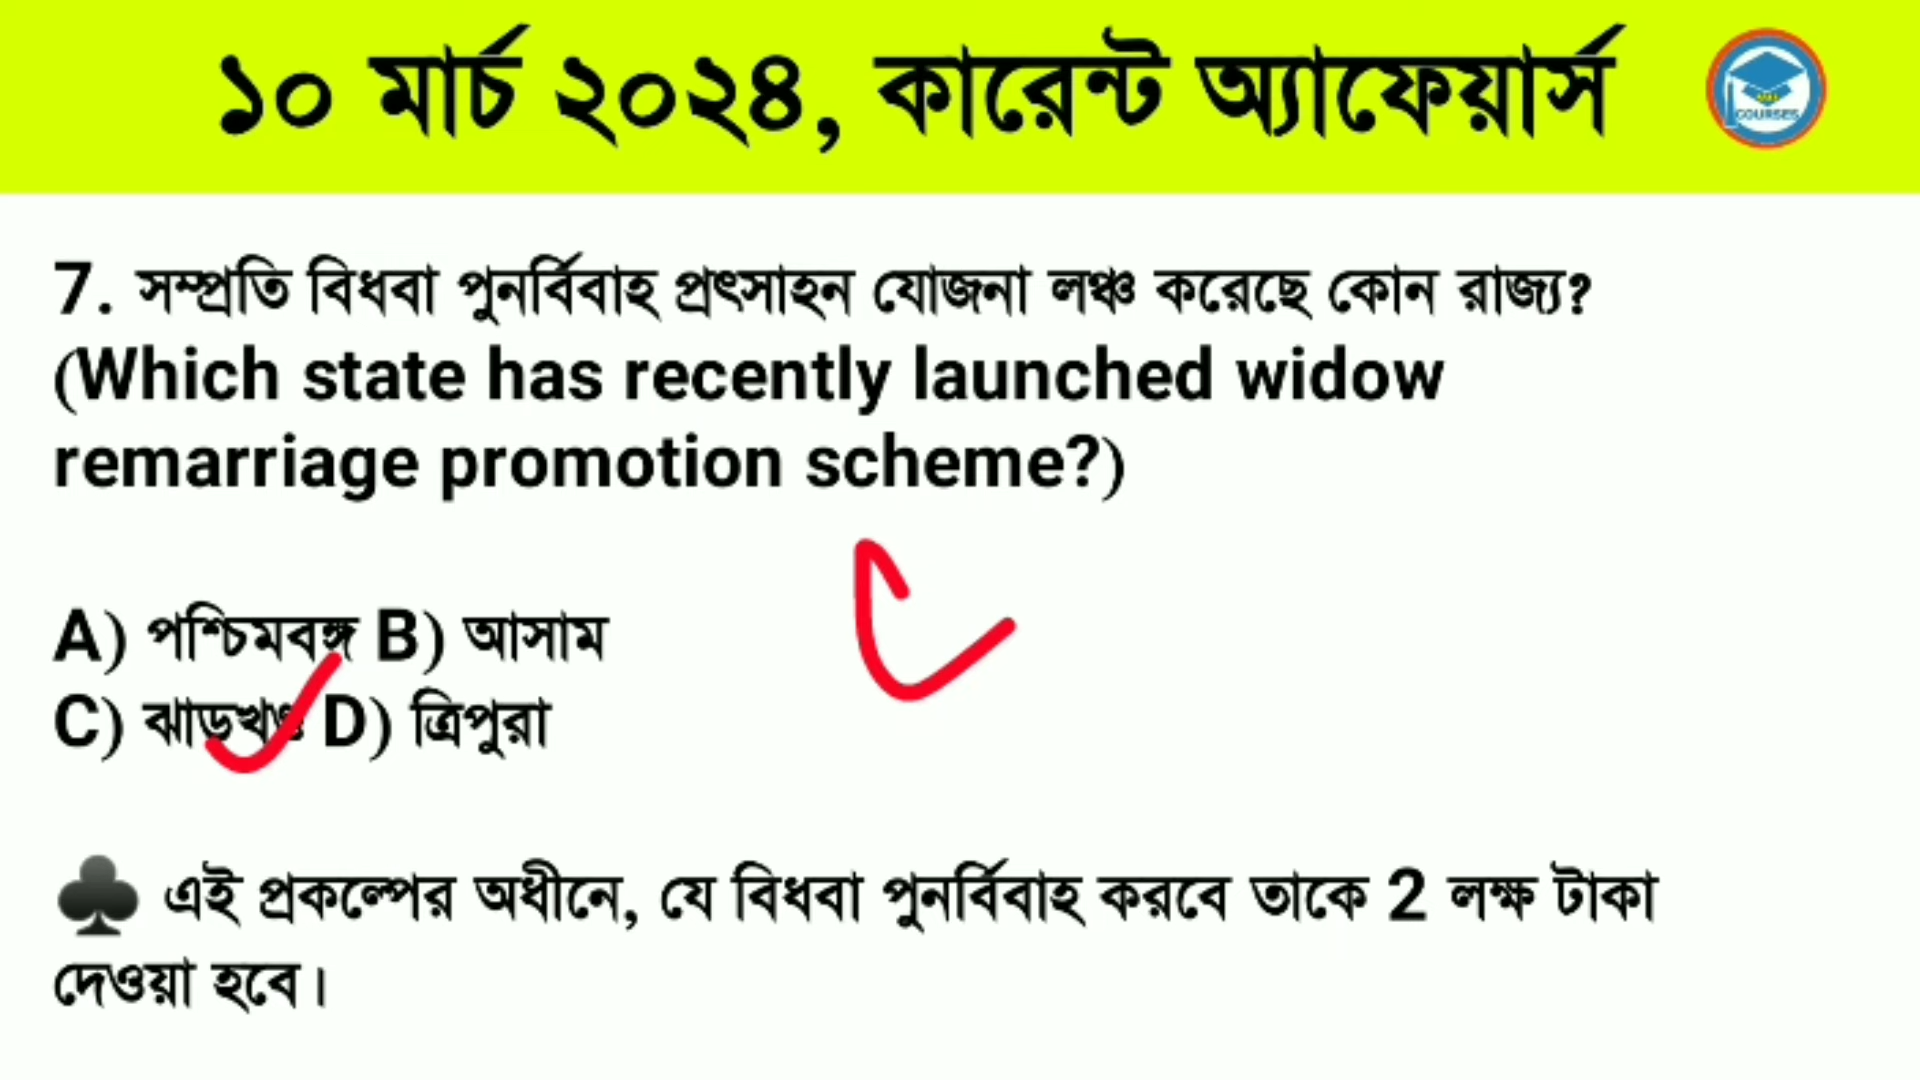 ১০ মার্চ ২০২৪, কারেন্ট অ্যাফেয়ার্স
COURSES
7. সম্প্রতি বিধবা পুনর্বিবাহ প্রৎসাহন যোজনা লঞ্চ করেছে কোন রাজ্য?
(Which state has recently launched widow
remarriage promotion scheme?)
A) পশ্চিমবঙ্গ B) আসাম
C) ঝাড়খণ্ড D) ত্রিপুরা
♣ এই প্রকল্পের অধীনে, যে বিধবা পুনর্বিবাহ করবে তাকে 2 লক্ষ টাকা
দেওয়া হবে।